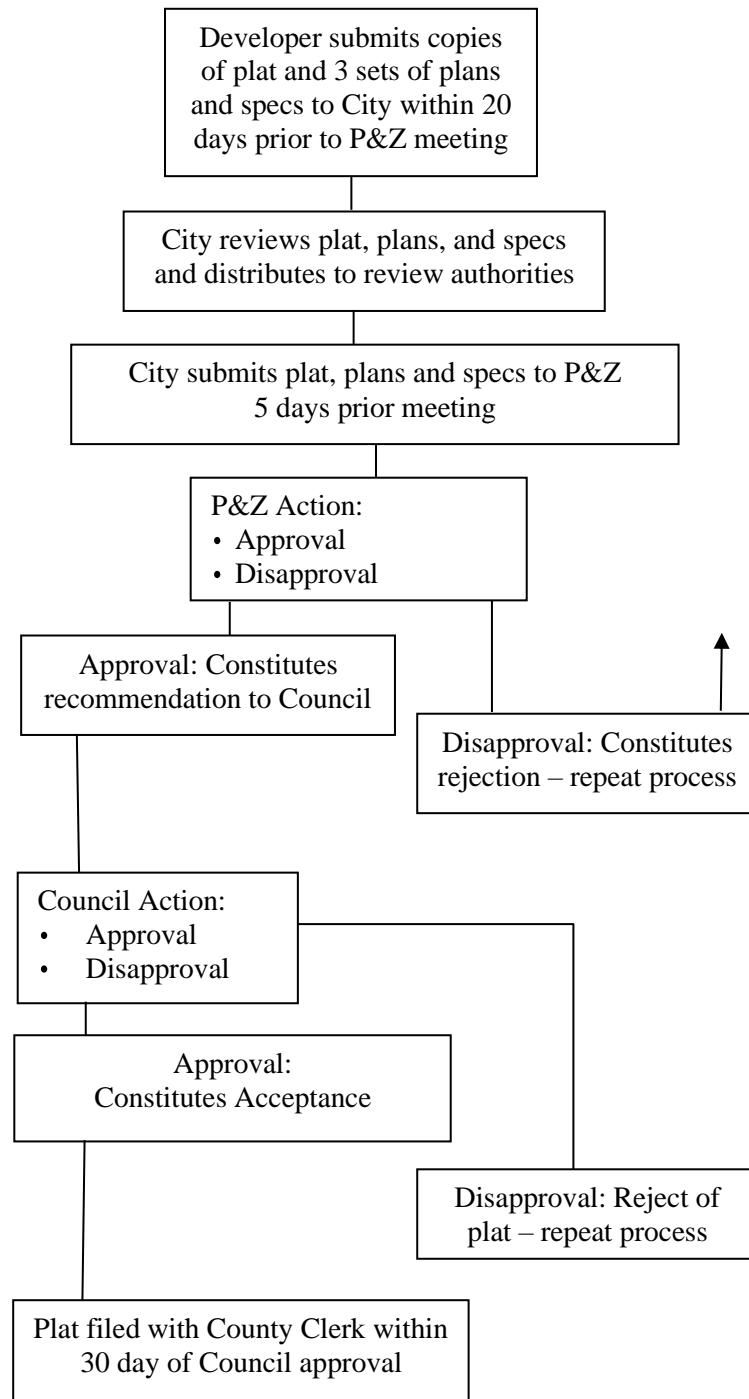 Developer submits copies
of plat and 3 sets of plans
and specs to City within 20
days prior to P&Z meeting
City reviews plat, plans, and specs
and distributes to review authorities
City submits plat, plans and specs to P&Z
5 days prior meeting
P&Z Action:
• Approval
• Disapproval
Approval: Constitutes
recommendation to Council
Disapproval: Constitutes
rejection – repeat process
Council Action:
• Approval
• Disapproval
Approval:
Constitutes Acceptance
Disapproval: Reject of
plat – repeat process
Plat filed with County Clerk within
30 day of Council approval